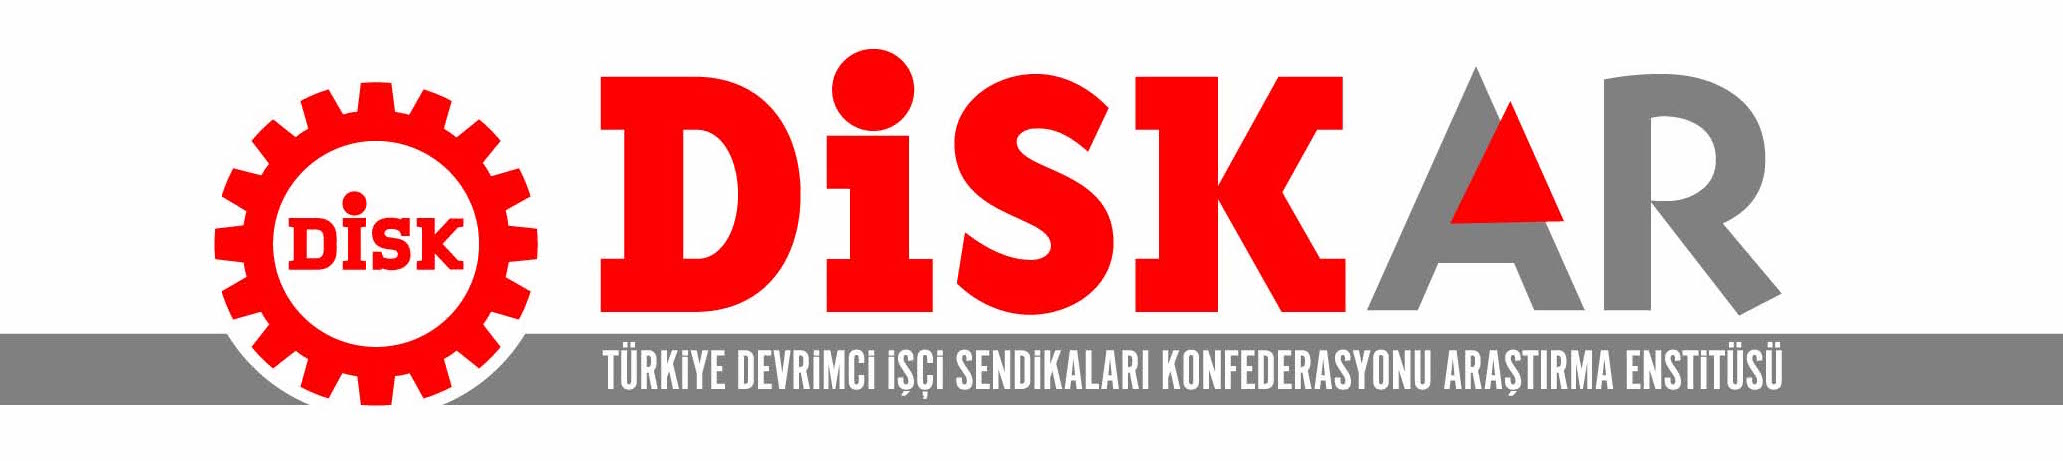 DİSK
DİSKAR
TÜRKİYE DEVRİMCİ İŞÇİ SENDİKALARI KONFEDERASYONU ARAŞTIRMA ENSTİTÜSÜ